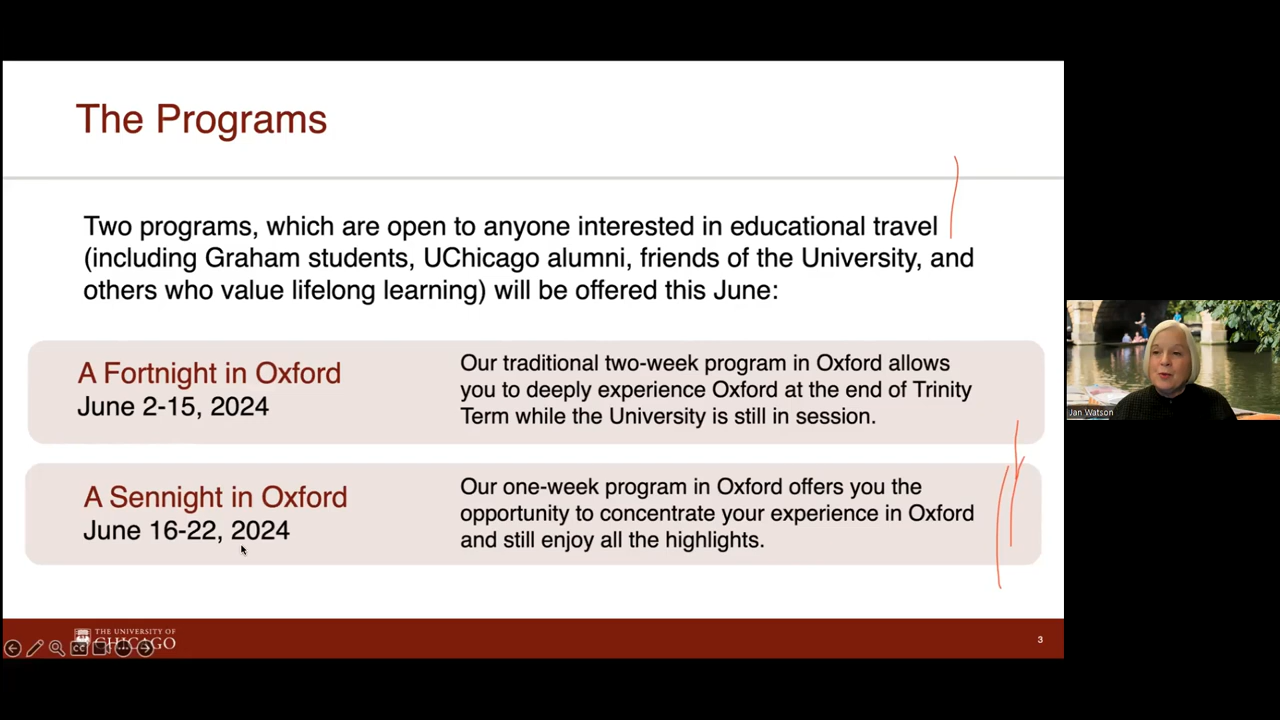 The Programs
Two programs, which are open to anyone interested in educational travel
(including Graham students, UChicago alumni, friends of the University, and
others who value lifelong learning) will be offered this June:
A Fortnight in Oxford
June 2-15, 2024
Our traditional two-week program in Oxford allows
you to deeply experience Oxford at the end of Trinity
Term while the University is still in session.
A Sennight in Oxford
June 16-22, 2024
Our one-week program in Oxford offers you the
opportunity to concentrate your experience in Oxford
and still enjoy all the highlights.
Jan Watson
THE UNIVERSITY OF
CHICAGO
CC
3